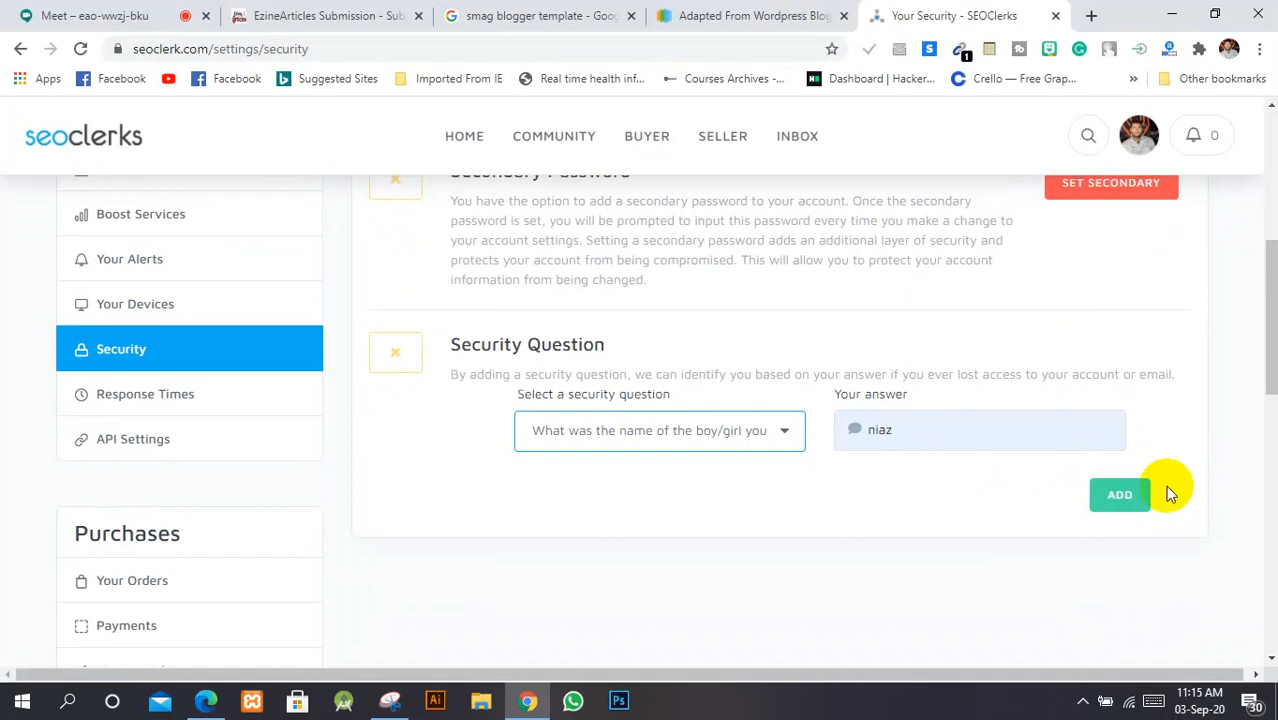 Meet – eao-wwzj-bku
EzineArticles Submission - Sub
smag blogger template - Goog
Adapted From Wordpress Blog
Your Security - SEOClerks
seoclerk.com/settings/security
1
Apps
Facebook
Facebook
Suggested Sites
Imported From IE
Real time health inf...
Courses Archives -...
Dashboard | Hacker...
Crello — Free Grap...
Other bookmarks
seoclerks
HOME
COMMUNITY
BUYER
SELLER
INBOX
0
Secondary Password
SET SECONDARY
You have the option to add a secondary password to your account. Once the secondary
password is set, you will be prompted to input this password every time you make a change to
your account settings. Setting a secondary password adds an additional layer of security and
protects your account from being compromised. This will allow you to protect your account
information from being changed.
Boost Services
Your Alerts
Your Devices
Security
Response Times
API Settings
Security Question
By adding a security question, we can identify you based on your answer if you ever lost access to your account or email.
Select a security question
Your answer
What was the name of the boy/girl you
niaz
ADD
Purchases
Your Orders
Payments
11:15 AM
03-Sep-20
30